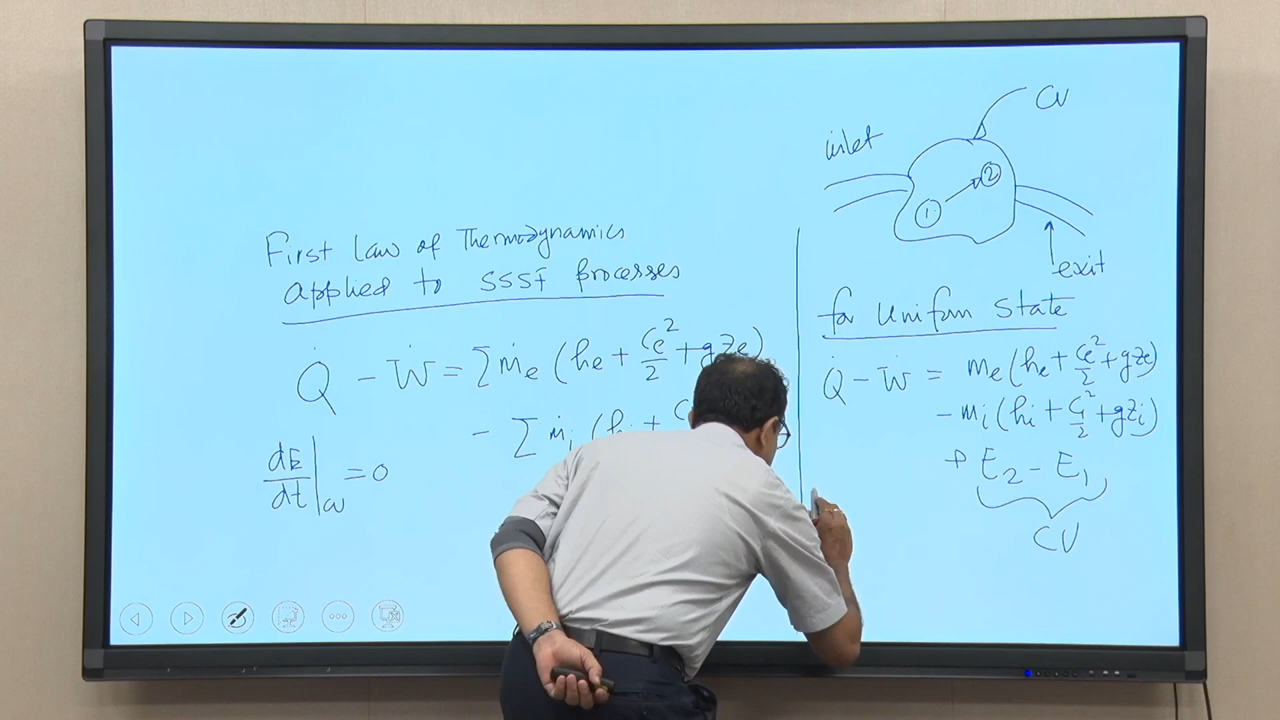 First Law of Thermodynamics
applied to SSSF processes
Q̇ - Ẇ = Σ ṁe (he + Ce²/2 + gze)
- Σ ṁi (hi + C
dE/dt|cv = 0
inlet
CV
1
2
exit
for Uniform State
Q̇ - Ẇ = me(he + Ce²/2 + gze)
- mi(hi + Ci²/2 + gzi)
+ E2 - E1
CV